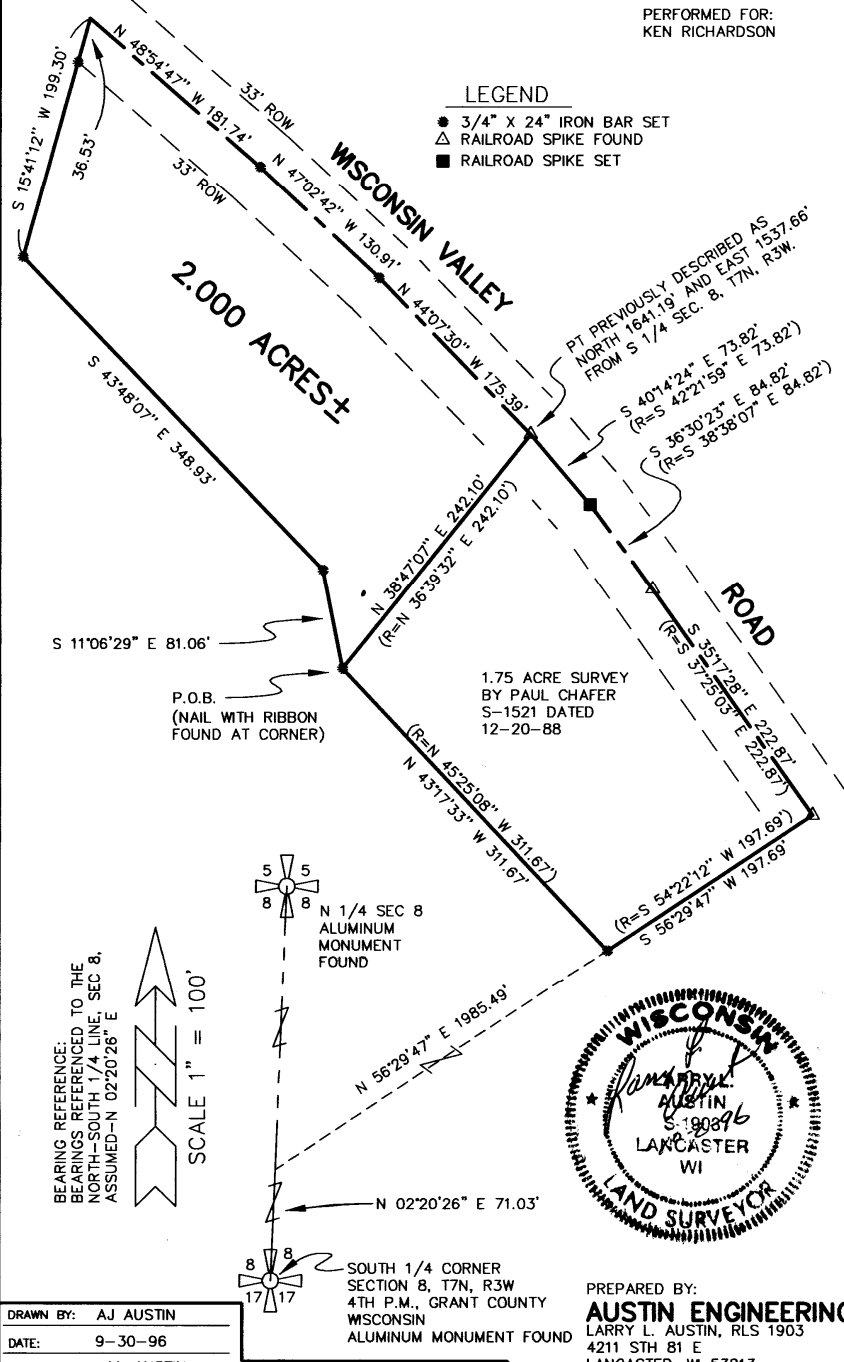 PERFORMED FOR:
KEN RICHARDSON
LEGEND
3/4" X 24" IRON BAR SET
RAILROAD SPIKE FOUND
RAILROAD SPIKE SET
N 48°54'47" W 181.74'
33' ROW
33' ROW
S 15°41'12" W 199.30'
36.53'
N 47°02'42" W 130.91'
WISCONSIN VALLEY
N 44°07'30" W 175.39'
2.000 ACRES±
PT PREVIOUSLY DESCRIBED AS
NORTH 1641.19' AND EAST 1537.66'
FROM S 1/4 SEC. 8, T7N, R3W.
S 40°14'24" E 73.82'
(R=S 42°21'59" E 73.82')
S 36°30'23" E 84.82'
(R=S 38°38'07" E 84.82')
S 43°48'07" E 348.93'
N 38°47'07" E 242.10'
(R=N 36°39'32" E 242.10')
S 11°06'29" E 81.06'
ROAD
S 35°17'28" E 222.87'
(R=S 37°25'03" E 222.87')
P.O.B.
(NAIL WITH RIBBON
FOUND AT CORNER)
1.75 ACRE SURVEY
BY PAUL CHAFER
S-1521 DATED
12-20-88
(R=N 45°25'08" W 311.67')
N 43°17'33" W 311.67'
(R=S 54°22'12" W 197.69')
S 56°29'47" W 197.69'
5 5
8 8
N 1/4 SEC 8
ALUMINUM
MONUMENT
FOUND
N 56°29'47" E 1985.49'
BEARING REFERENCE:
BEARINGS REFERENCED TO THE
NORTH-SOUTH 1/4 LINE, SEC 8,
ASSUMED-N 02°20'26" E
SCALE 1" = 100'
WISCONSIN
LARRY L.
AUSTIN
S-1903
LANCASTER
WI
LAND SURVEYOR
N 02°20'26" E 71.03'
8 8
17 17
SOUTH 1/4 CORNER
SECTION 8, T7N, R3W
4TH P.M., GRANT COUNTY
WISCONSIN
ALUMINUM MONUMENT FOUND
PREPARED BY:
AUSTIN ENGINEERING
LARRY L. AUSTIN, RLS 1903
4211 STH 81 E
DRAWN BY: AJ AUSTIN
DATE: 9-30-96